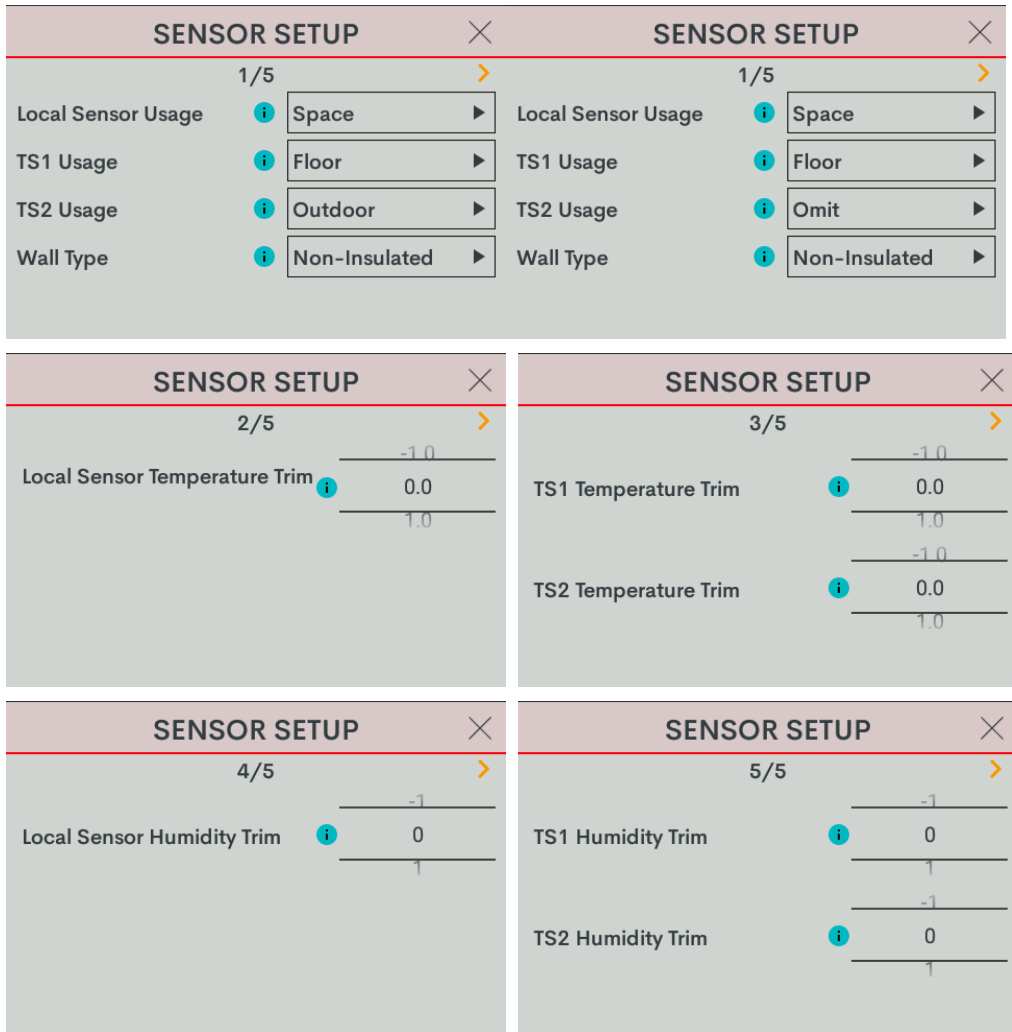 SENSOR SETUP
1/5
Local Sensor Usage
Space
TS1 Usage
Floor
TS2 Usage
Outdoor
Wall Type
Non-Insulated
SENSOR SETUP
1/5
Local Sensor Usage
Space
TS1 Usage
Floor
TS2 Usage
Omit
Wall Type
Non-Insulated
SENSOR SETUP
2/5
Local Sensor Temperature Trim
-1.0
0.0
1.0
SENSOR SETUP
3/5
TS1 Temperature Trim
-1.0
0.0
1.0
TS2 Temperature Trim
-1.0
0.0
1.0
SENSOR SETUP
4/5
Local Sensor Humidity Trim
-1
0
1
SENSOR SETUP
5/5
TS1 Humidity Trim
-1
0
1
TS2 Humidity Trim
-1
0
1